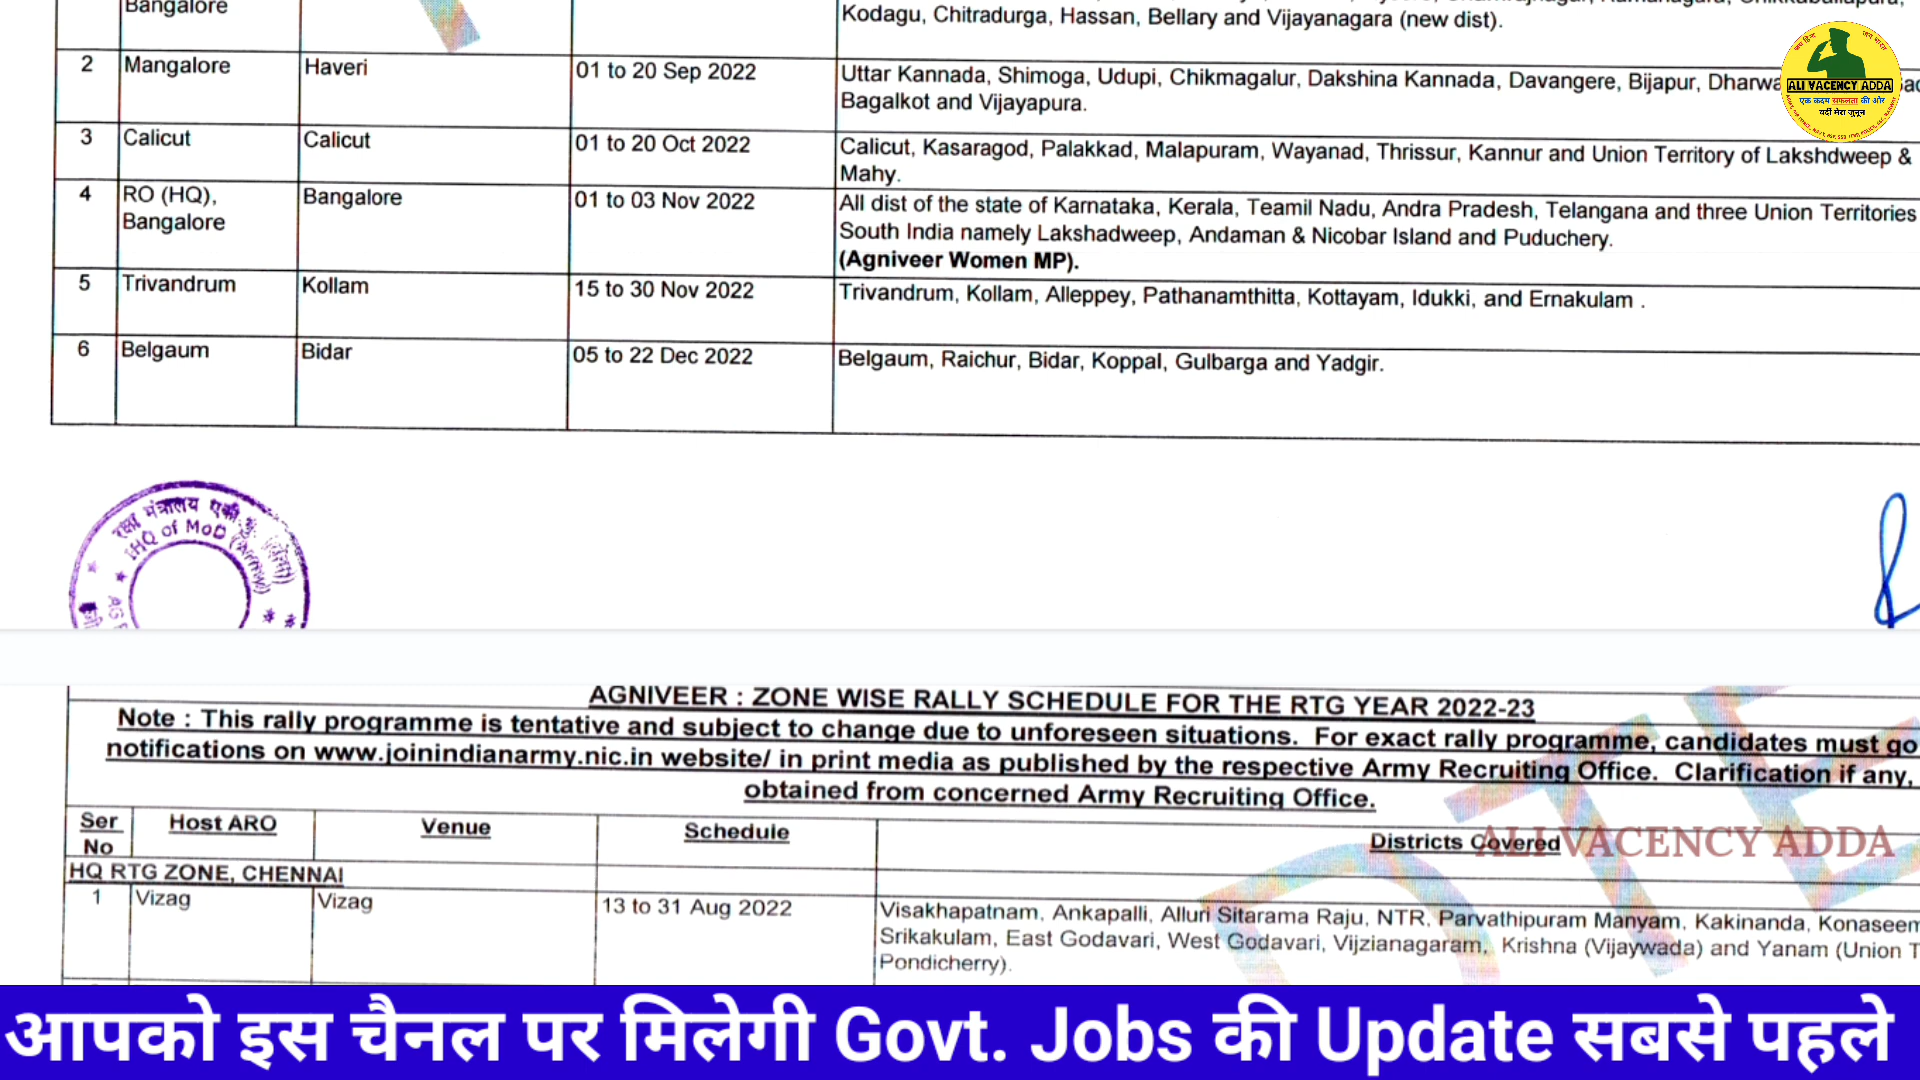 Bangalore
Kodagu, Chitradurga, Hassan, Bellary and Vijayanagara (new dist).
2 Mangalore Haveri 01 to 20 Sep 2022 Uttar Kannada, Shimoga, Udupi, Chikmagalur, Dakshina Kannada, Davangere, Bijapur,
Bagalkot and Vijayapura.
3 Calicut Calicut 01 to 20 Oct 2022 Calicut, Kasaragod, Palakkad, Malapuram, Wayanad, Thrissur, Kannur and Union Territory of Lakshdweep &
Mahy.
4 RO (HQ), Bangalore 01 to 03 Nov 2022 All dist of the state of Karnataka, Kerala, Teamil Nadu, Andra Pradesh, Telangana and three Union Territories
Bangalore South India namely Lakshadweep, Andaman & Nicobar Island and Puduchery.
(Agniveer Women MP).
5 Trivandrum Kollam 15 to 30 Nov 2022 Trivandrum, Kollam, Alleppey, Pathanamthitta, Kottayam, Idukki, and Ernakulam .
6 Belgaum Bidar 05 to 22 Dec 2022 Belgaum, Raichur, Bidar, Koppal, Gulbarga and Yadgir.
ALI VACENCY ADDA
एक कदम सफलता की ओर
वर्दी मेरा जुनून
रक्षा मंत्रालय
IHQ of MoD (Army)
AGNIVEER : ZONE WISE RALLY SCHEDULE FOR THE RTG YEAR 2022-23
Note : This rally programme is tentative and subject to change due to unforeseen situations. For exact rally programme, candidates must go
notifications on www.joinindianarmy.nic.in website/ in print media as published by the respective Army Recruiting Office. Clarification if any,
obtained from concerned Army Recruiting Office.
Ser No Host ARO Venue Schedule Districts Covered
ALI VACENCY ADDA
HQ RTG ZONE, CHENNAI
1 Vizag Vizag 13 to 31 Aug 2022 Visakhapatnam, Ankapalli, Alluri Sitarama Raju, NTR, Parvathipuram Manyam, Kakinanda,
Srikakulam, East Godavari, West Godavari, Vijzianagaram, Krishna (Vijaywada) and Yanam (Union
Pondicherry).
आपको इस चैनल पर मिलेगी Govt. Jobs की Update सबसे पहले